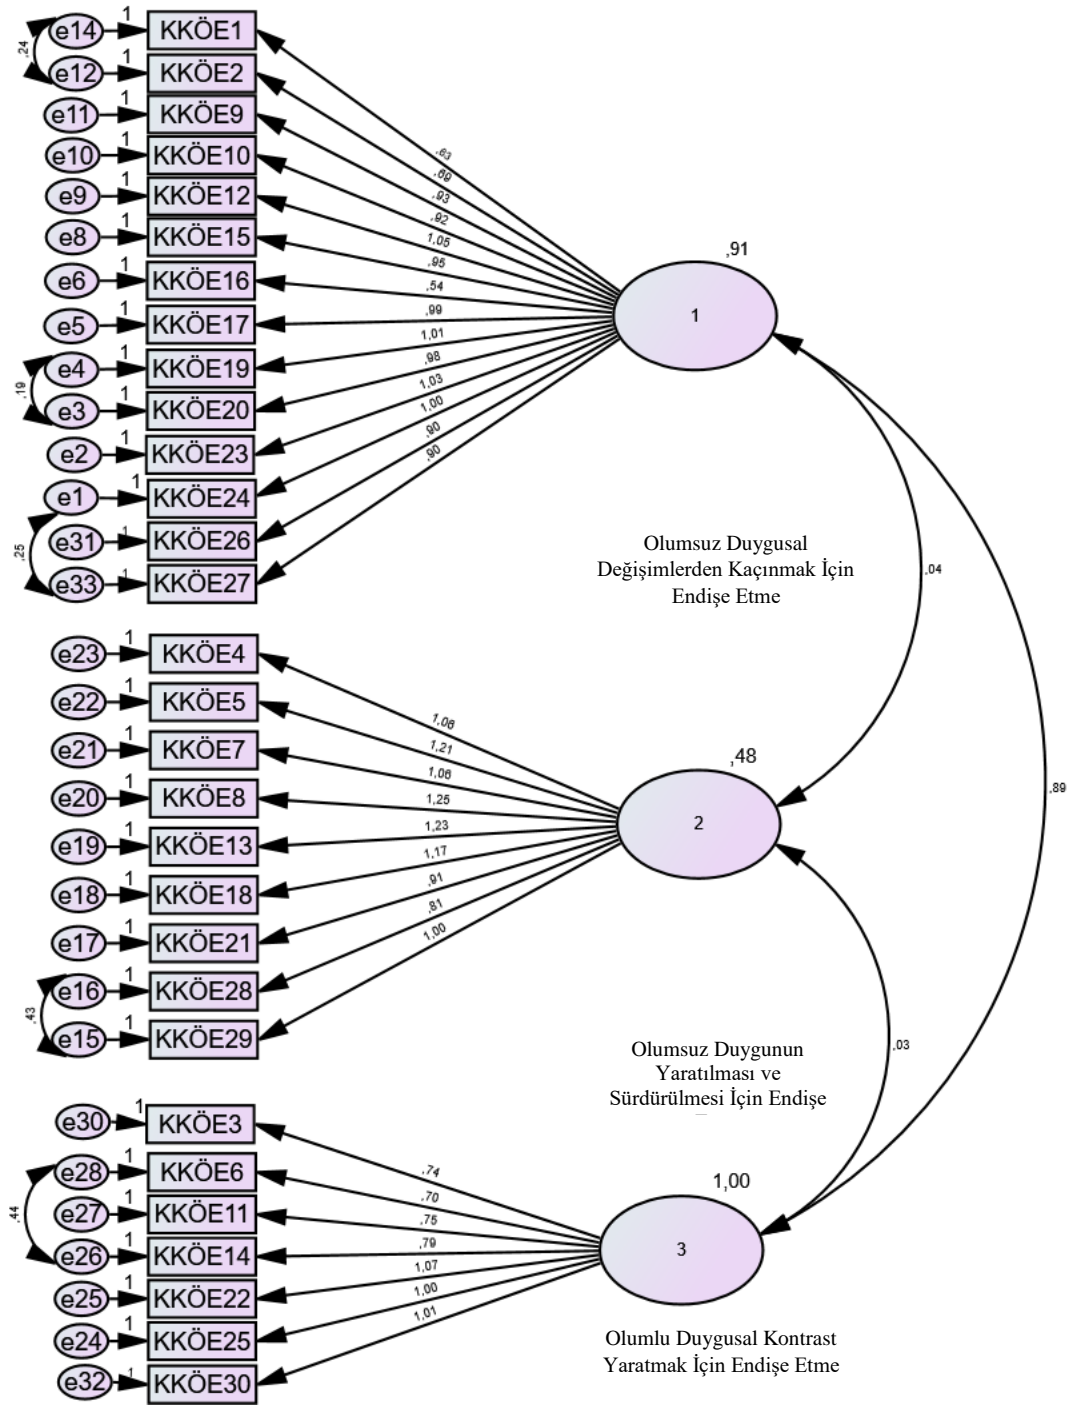 e14 1 KKÖE1
,24
e12 1 KKÖE2
e11 1 KKÖE9
e10 1 KKÖE10
e9 1 KKÖE12
e8 1 KKÖE15
e6 1 KKÖE16
e5 1 KKÖE17
e4 1 KKÖE19
,19
e3 1 KKÖE20
e2 1 KKÖE23
e1 1 KKÖE24
,25
e31 1 KKÖE26
e33 1 KKÖE27
,63
,69
,93
,92
1,05
,95
,54
,99
1,01
,98
1,03
1,00
,90
,90
,91
1
Olumsuz Duygusal
Değişimlerden Kaçınmak İçin
Endişe Etme
,04
,89
e23 1 KKÖE4
e22 1 KKÖE5
e21 1 KKÖE7
e20 1 KKÖE8
e19 1 KKÖE13
e18 1 KKÖE18
e17 1 KKÖE21
e16 1 KKÖE28
,43
e15 1 KKÖE29
1,06
1,21
1,06
1,25
1,23
1,17
,91
,81
1,00
,48
2
Olumsuz Duygunun
Yaratılması ve
Sürdürülmesi İçin Endişe
,03
e30 1 KKÖE3
e28 1 KKÖE6
,44
e27 1 KKÖE11
e26 1 KKÖE14
e25 1 KKÖE22
e24 1 KKÖE25
e32 1 KKÖE30
,74
,70
,75
,79
1,07
1,00
1,01
1,00
3
Olumlu Duygusal Kontrast
Yaratmak İçin Endişe Etme